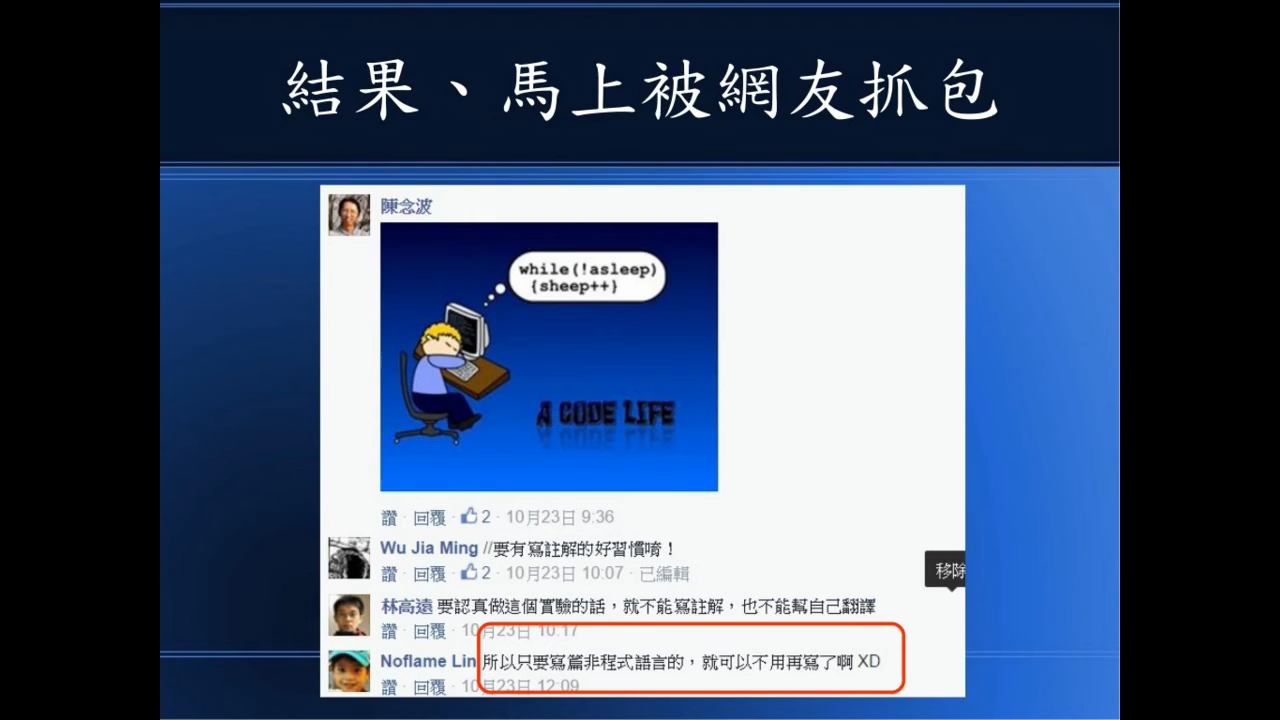 結果、馬上被網友抓包
陳念波
while(!asleep)
{sheep++}
A CODE LIFE
讚 · 回覆 · 2 · 10月23日 9:36
Wu Jia Ming //要有寫註解的好習慣唷！
讚 · 回覆 · 2 · 10月23日 10:07 · 已編輯
移除
林高遠 要認真做這個實驗的話，就不能寫註解，也不能幫自己翻譯
讚 · 回覆 · 10月23日 10:17
Noflame Lin 所以只要寫篇非程式語言的，就可以不用再寫了啊 XD
讚 · 回覆 · 10月23日 12:09